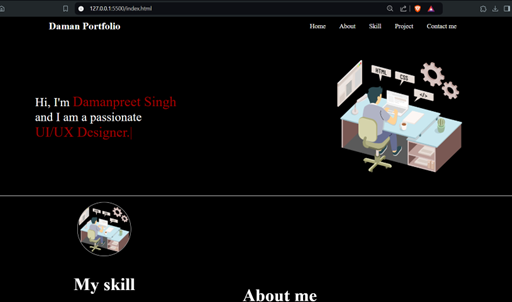 127.0.0.1:5500/index.html
Daman Portfolio
Home About Skill Project Contact me
HTML
CSS
</>
Hi, I'm Damanpreet Singh
and I am a passionate
UI/UX Designer.|
My skill
About me